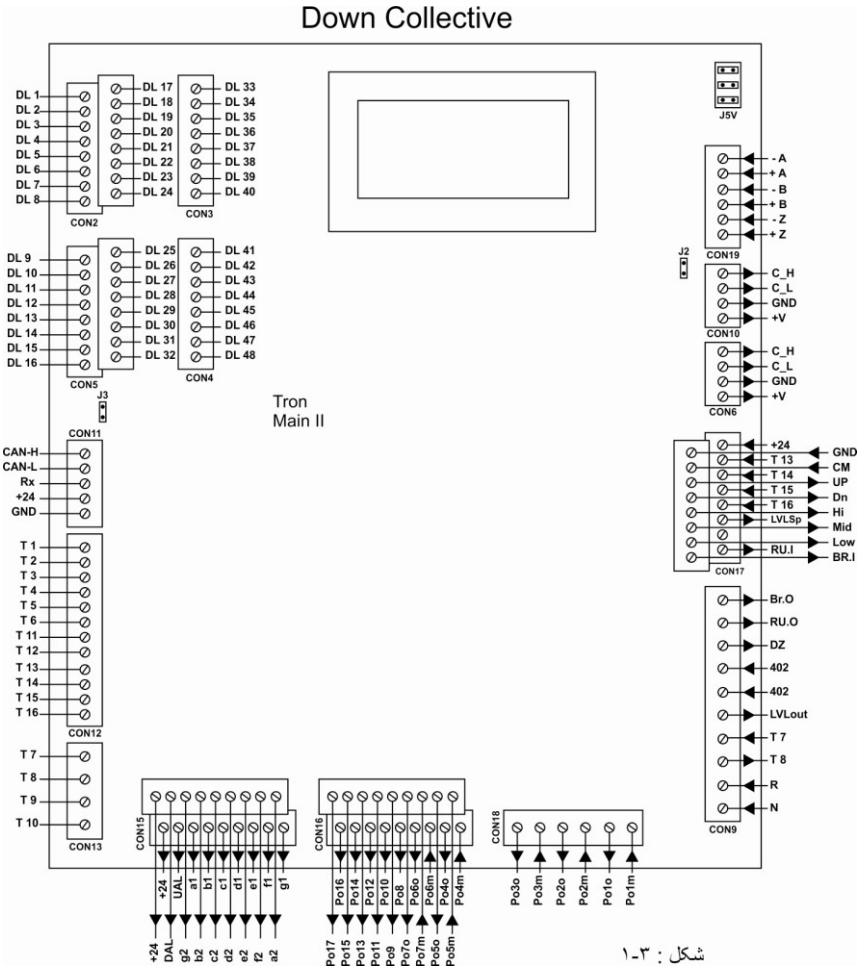 Down Collective
DL 1
DL 2
DL 3
DL 4
DL 5
DL 6
DL 7
DL 8
CON2
DL 17
DL 18
DL 19
DL 20
DL 21
DL 22
DL 23
DL 24
DL 33
DL 34
DL 35
DL 36
DL 37
DL 38
DL 39
DL 40
CON3
DL 9
DL 10
DL 11
DL 12
DL 13
DL 14
DL 15
DL 16
CON5
DL 25
DL 26
DL 27
DL 28
DL 29
DL 30
DL 31
DL 32
DL 41
DL 42
DL 43
DL 44
DL 45
DL 46
DL 47
DL 48
CON4
J5V
- A
+ A
- B
+ B
- Z
+ Z
CON19
J2
C_H
C_L
GND
+V
CON10
C_H
C_L
GND
+V
CON6
Tron
Main II
J3
CON11
CAN-H
CAN-L
Rx
+24
GND
T 1
T 2
T 3
T 4
T 5
T 6
T 11
T 12
T 13
T 14
T 15
T 16
CON12
T 7
T 8
T 9
T 10
CON13
+24
T 13
T 14
T 15
T 16
LVLSp
RU.I
CON17
GND
CM
UP
Dn
Hi
Mid
Low
BR.I
Br.O
RU.O
DZ
402
402
LVLout
T 7
T 8
R
N
CON9
CON15
+24
UAL
a1
b1
c1
d1
e1
f1
g1
+24
DAL
g2
b2
c2
d2
e2
f2
a2
CON16
Po16
Po14
Po12
Po10
Po8
Po6o
Po6m
Po4o
Po4m
Po17
Po15
Po13
Po11
Po9
Po7o
Po7m
Po5o
Po5m
CON18
Po3o
Po3m
Po2o
Po2m
Po1o
Po1m
شکل : ۳-۱